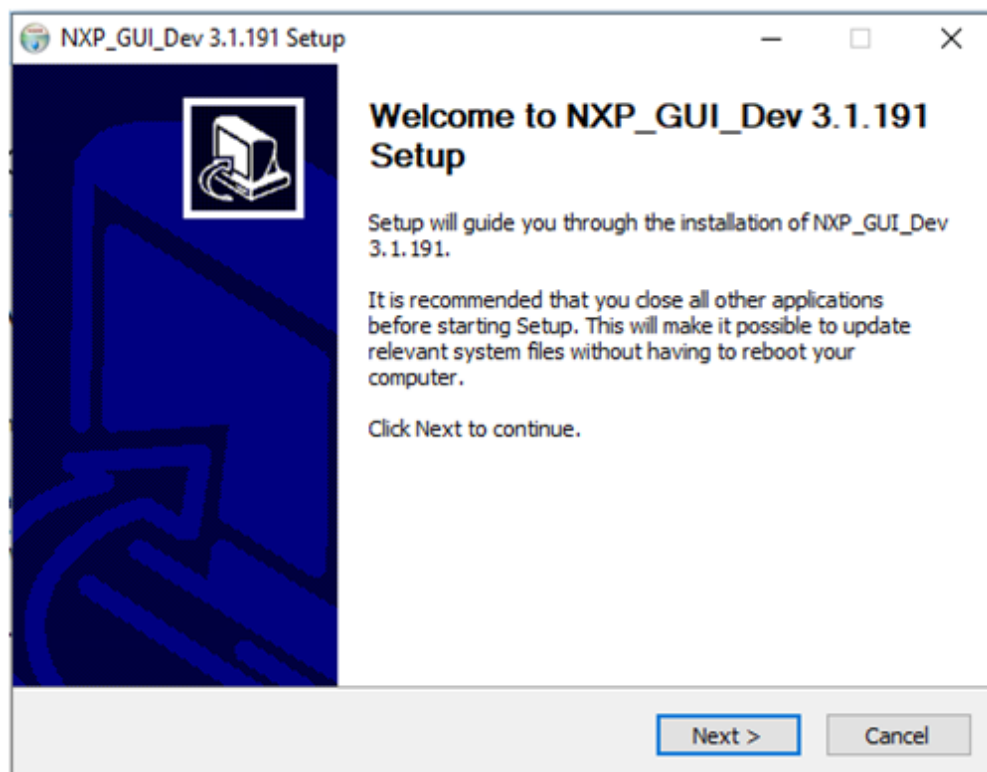 NXP_GUI_Dev 3.1.191 Setup
Welcome to NXP_GUI_Dev 3.1.191
Setup
Setup will guide you through the installation of NXP_GUI_Dev
3.1.191.
It is recommended that you close all other applications
before starting Setup. This will make it possible to update
relevant system files without having to reboot your
computer.
Click Next to continue.
Next >
Cancel